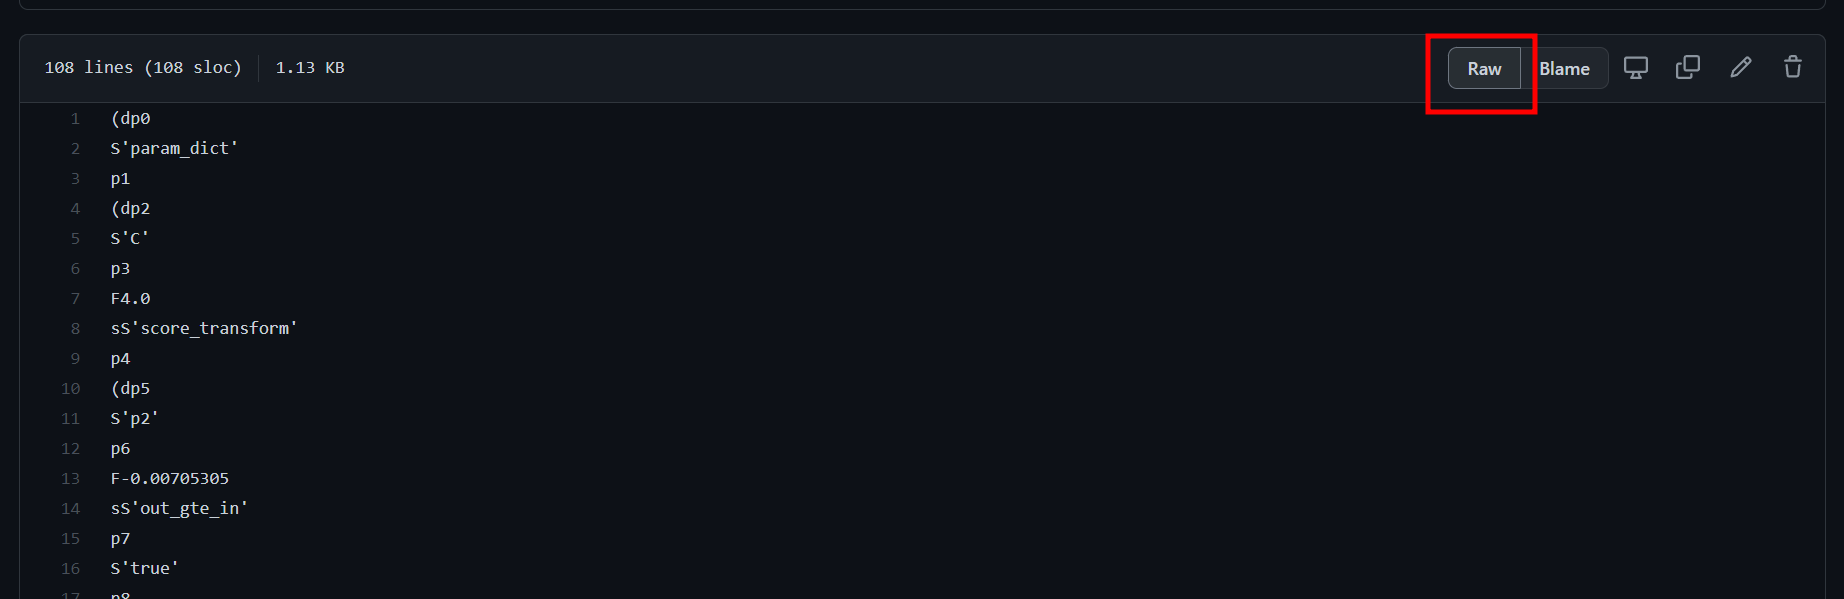 108 lines (108 sloc) 1.13 KB Raw Blame
1 (dp0
2 S'param_dict'
3 p1
4 (dp2
5 S'C'
6 p3
7 F4.0
8 sS'score_transform'
9 p4
10 (dp5
11 S'p2'
12 p6
13 F-0.00705305
14 sS'out_gte_in'
15 p7
16 S'true'
17 p8